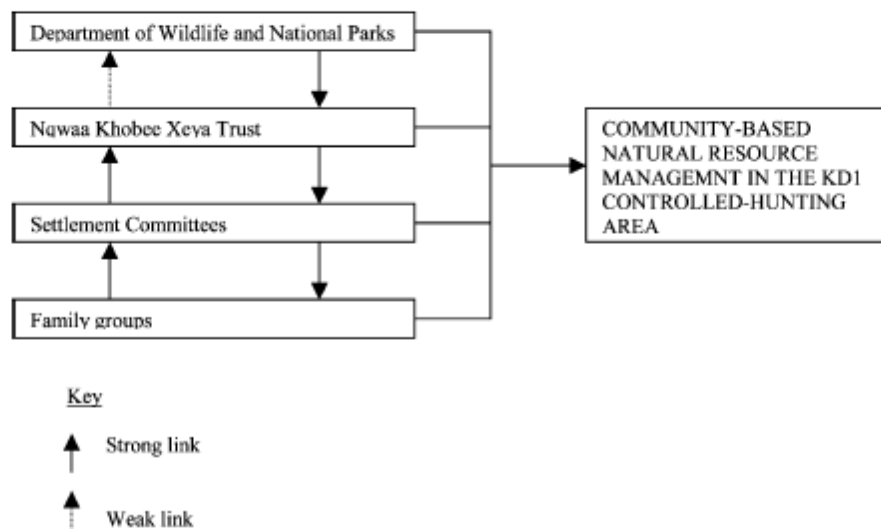 Department of Wildlife and National Parks
Nqwaa Khobee Xeya Trust
Settlement Committees
Family groups
COMMUNITY-BASED
NATURAL RESOURCE
MANAGEMNT IN THE KD1
CONTROLLED-HUNTING
AREA
Key
Strong link
Weak link